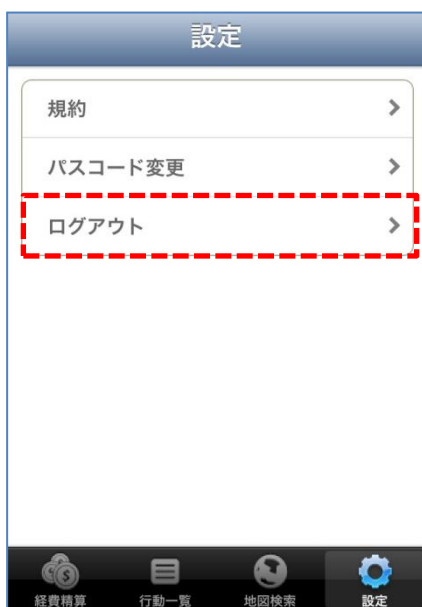 設定
規約
パスコード変更
ログアウト
経費精算 行動一覧 地図検索 設定